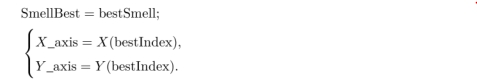 SmellBest = bestSmell;
X_axis = X(bestIndex),
Y_axis = Y(bestIndex).